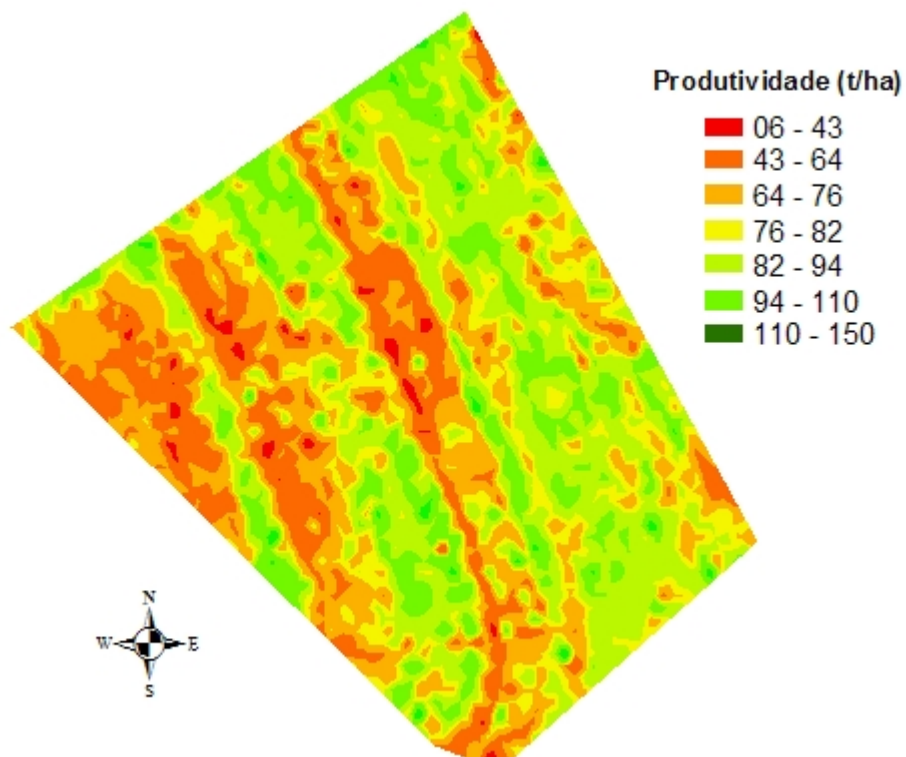 Produtividade (t/ha)
06 - 43
43 - 64
64 - 76
76 - 82
82 - 94
94 - 110
110 - 150
N
W E
S